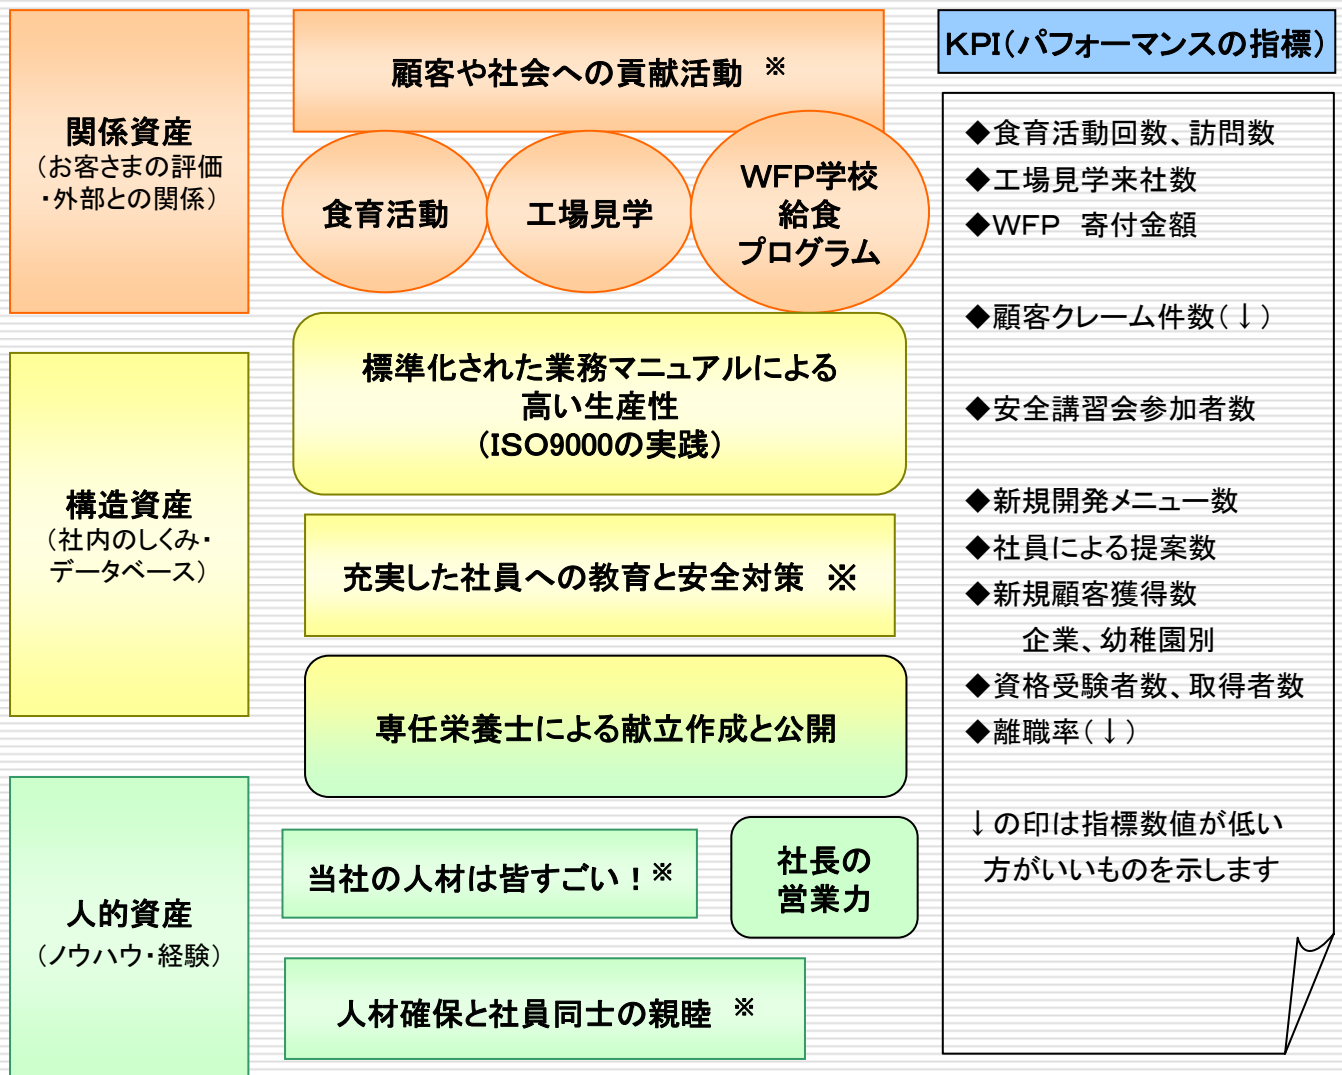 関係資産
（お客さまの評価
・外部との関係）
顧客や社会への貢献活動 ※
食育活動
工場見学
WFP学校
給食
プログラム
構造資産
（社内のしくみ・
データベース）
標準化された業務マニュアルによる
高い生産性
（ISO9000の実践）
充実した社員への教育と安全対策 ※
専任栄養士による献立作成と公開
人的資産
（ノウハウ・経験）
当社の人材は皆すごい！※
社長の
営業力
人材確保と社員同士の親睦 ※
KPI（パフォーマンスの指標）
◆食育活動回数、訪問数
◆工場見学来社数
◆WFP 寄付金額
◆顧客クレーム件数（↓）
◆安全講習会参加者数
◆新規開発メニュー数
◆社員による提案数
◆新規顧客獲得数
企業、幼稚園別
◆資格受験者数、取得者数
◆離職率（↓）
↓の印は指標数値が低い
方がいいものを示します